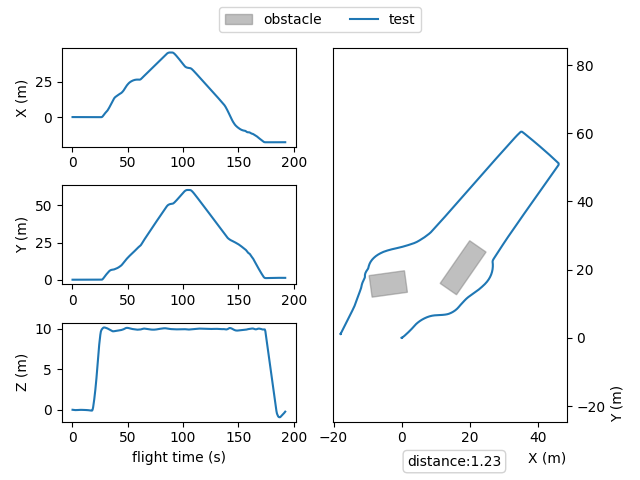 obstacle test
X (m)
25
0
0 50 100 150 200
Y (m)
50
25
0
0 50 100 150 200
Z (m)
10
5
0
0 50 100 150 200
flight time (s)
80
60
40
20
0
−20
Y (m)
−20 0 20 40
X (m)
distance:1.23